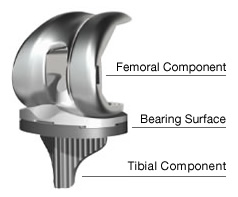 Femoral Component
Bearing Surface
Tibial Component